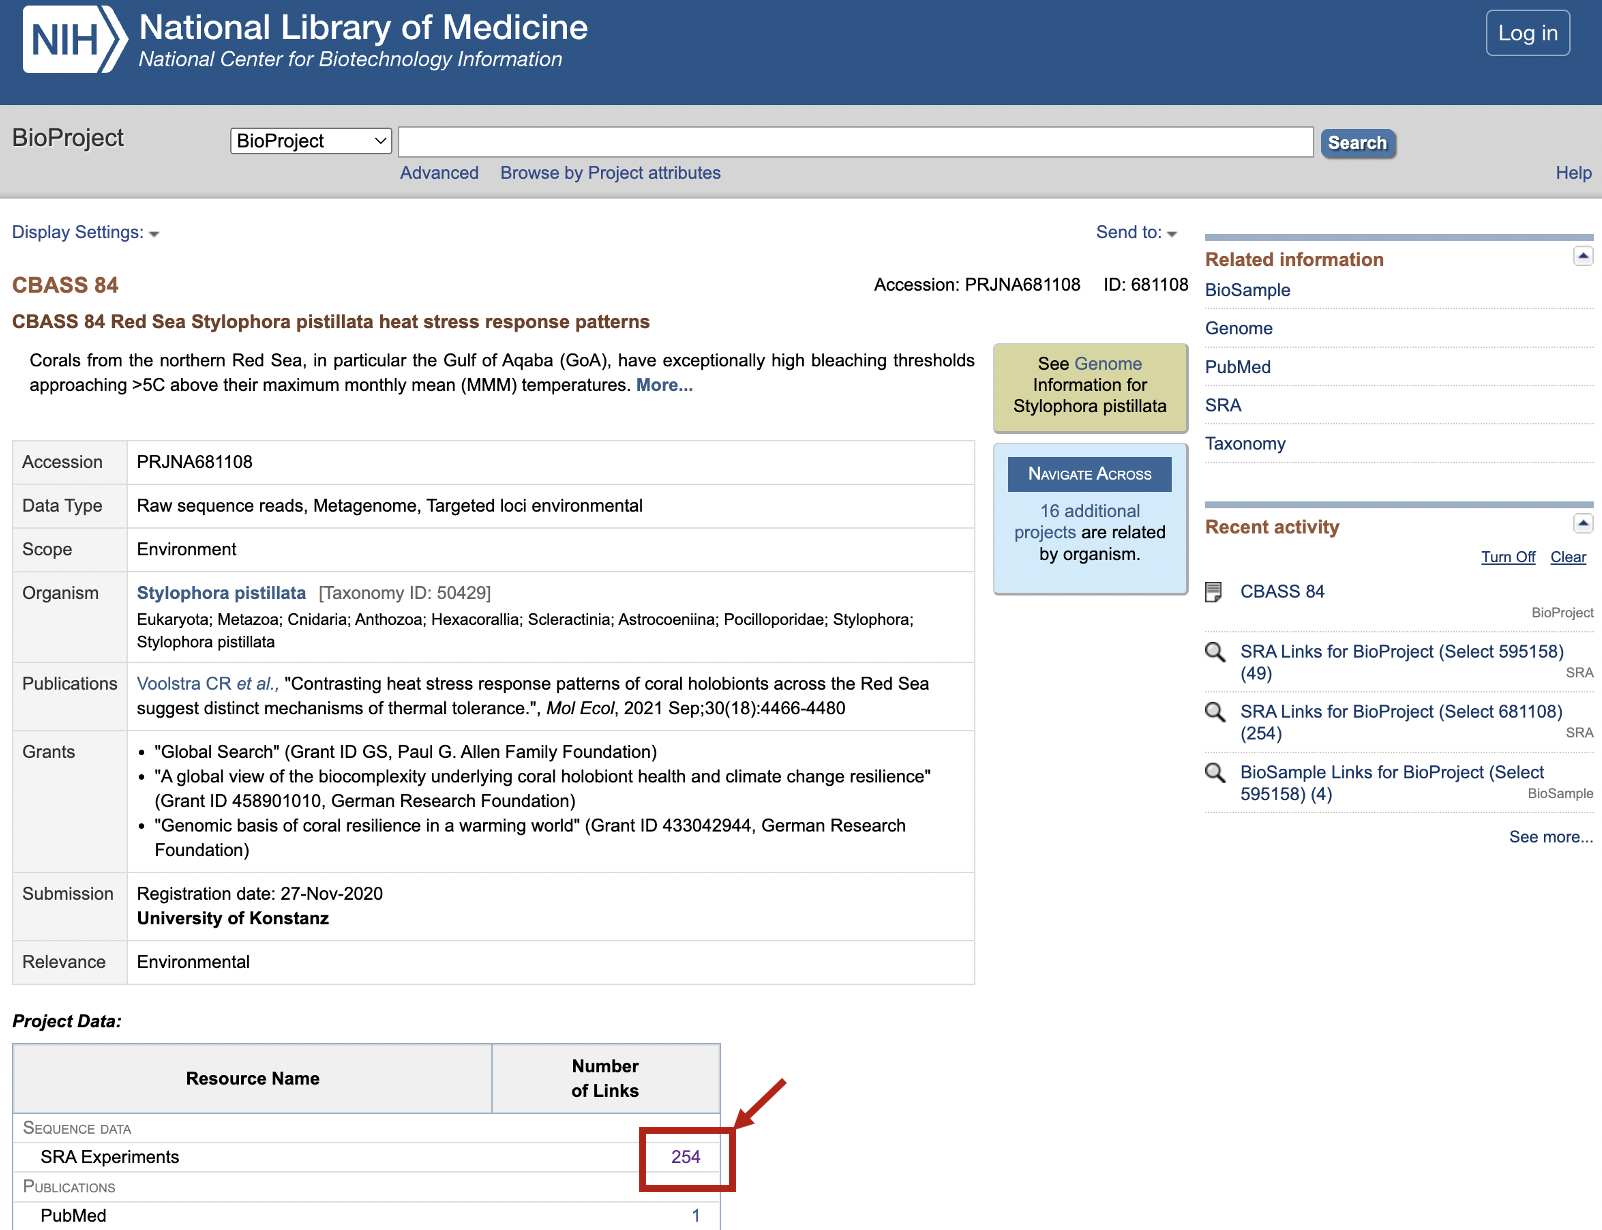 NIH National Library of Medicine
National Center for Biotechnology Information
Log in
BioProject
BioProject
Search
Advanced Browse by Project attributes
Help
Display Settings:
Send to:
CBASS 84
Accession: PRJNA681108 ID: 681108
CBASS 84 Red Sea Stylophora pistillata heat stress response patterns
Corals from the northern Red Sea, in particular the Gulf of Aqaba (GoA), have exceptionally high bleaching thresholds
approaching >5C above their maximum monthly mean (MMM) temperatures. More...
See Genome
Information for
Stylophora pistillata
NAVIGATE ACROSS
16 additional
projects are related
by organism.
Accession PRJNA681108
Data Type Raw sequence reads, Metagenome, Targeted loci environmental
Scope Environment
Organism Stylophora pistillata [Taxonomy ID: 50429]
Eukaryota; Metazoa; Cnidaria; Anthozoa; Hexacorallia; Scleractinia; Astrocoeniina; Pocilloporidae; Stylophora;
Stylophora pistillata
Publications Voolstra CR et al., "Contrasting heat stress response patterns of coral holobionts across the Red Sea
suggest distinct mechanisms of thermal tolerance.", Mol Ecol, 2021 Sep;30(18):4466-4480
Grants • "Global Search" (Grant ID GS, Paul G. Allen Family Foundation)
• "A global view of the biocomplexity underlying coral holobiont health and climate change resilience"
(Grant ID 458901010, German Research Foundation)
• "Genomic basis of coral resilience in a warming world" (Grant ID 433042944, German Research
Foundation)
Submission Registration date: 27-Nov-2020
University of Konstanz
Relevance Environmental
Project Data:
Resource Name Number
of Links
SEQUENCE DATA
SRA Experiments 254
PUBLICATIONS
PubMed 1
Related information
BioSample
Genome
PubMed
SRA
Taxonomy
Recent activity
Turn Off Clear
CBASS 84
BioProject
SRA Links for BioProject (Select 595158)
(49) SRA
SRA Links for BioProject (Select 681108)
(254) SRA
BioSample Links for BioProject (Select
595158) (4) BioSample
See more...